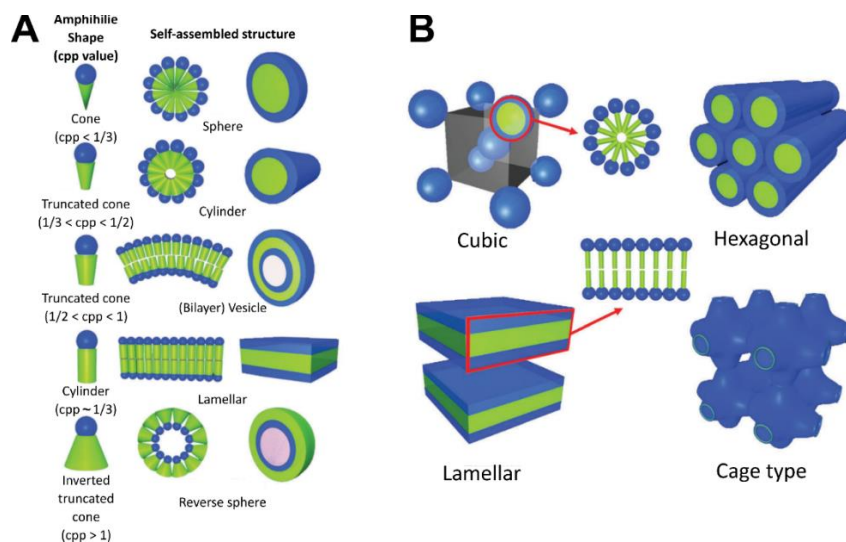 A
Amphihilie
Shape
(cpp value)
Self-assembled structure
Cone
(cpp < 1/3)
Sphere
Truncated cone
(1/3 < cpp < 1/2)
Cylinder
Truncated cone
(1/2 < cpp < 1)
(Bilayer) Vesicle
Cylinder
(cpp ~ 1/3)
Lamellar
Inverted
truncated
cone
(cpp > 1)
Reverse sphere
B
Cubic
Hexagonal
Lamellar
Cage type